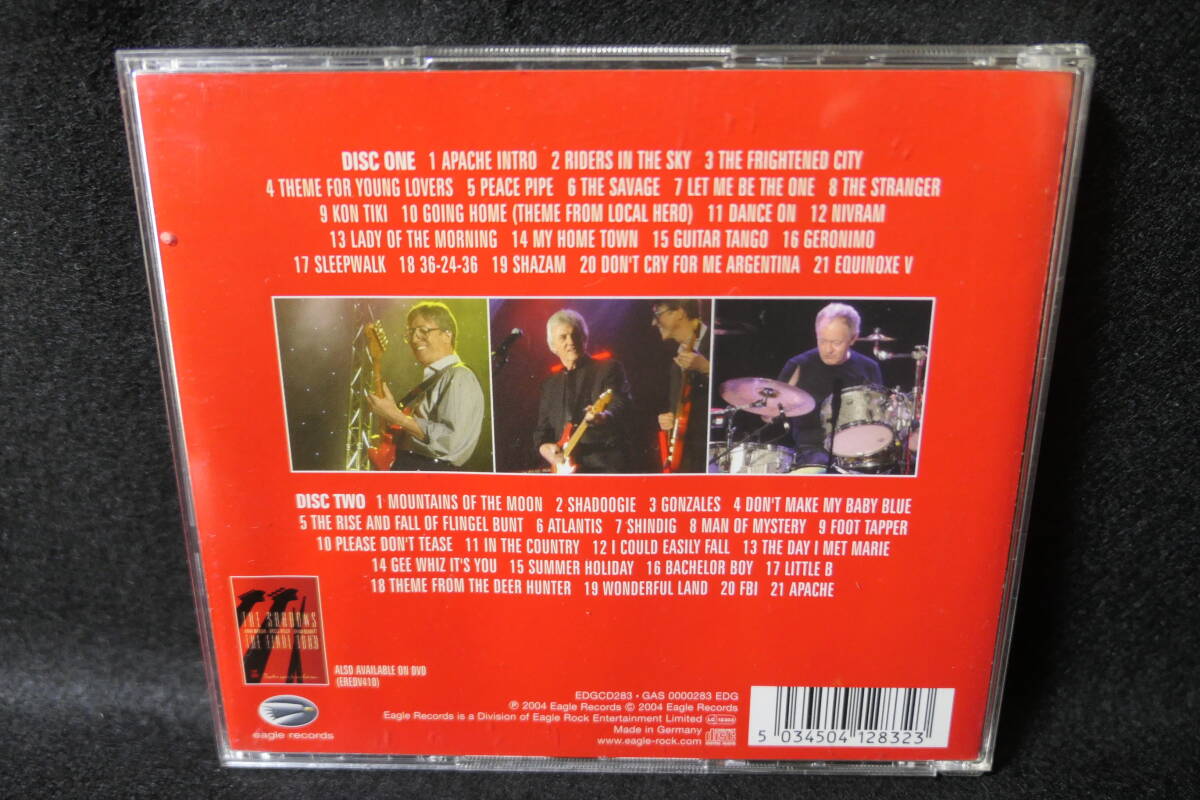 DISC ONE 1 APACHE INTRO 2 RIDERS IN THE SKY 3 THE FRIGHTENED CITY
4 THEME FOR YOUNG LOVERS 5 PEACE PIPE 6 THE SAVAGE 7 LET ME BE THE ONE 8 THE STRANGER
9 KON TIKI 10 GOING HOME (THEME FROM LOCAL HERO) 11 DANCE ON 12 NIVRAM
13 LADY OF THE MORNING 14 MY HOME TOWN 15 GUITAR TANGO 16 GERONIMO
17 SLEEPWALK 18 36-24-36 19 SHAZAM 20 DON'T CRY FOR ME ARGENTINA 21 EQUINOXE V
DISC TWO 1 MOUNTAINS OF THE MOON 2 SHADOOGIE 3 GONZALES 4 DON'T MAKE MY BABY BLUE
5 THE RISE AND FALL OF FLINGEL BUNT 6 ATLANTIS 7 SHINDIG 8 MAN OF MYSTERY 9 FOOT TAPPER
10 PLEASE DON'T TEASE 11 IN THE COUNTRY 12 I COULD EASILY FALL 13 THE DAY I MET MARIE
14 GEE WHIZ IT'S YOU 15 SUMMER HOLIDAY 16 BACHELOR BOY 17 LITTLE B
18 THEME FROM THE DEER HUNTER 19 WONDERFUL LAND 20 FBI 21 APACHE
THE SHADOWS
THE FINAL TOUR
ALSO AVAILABLE ON DVD
(EREDV410)
eagle records
EDGCD283 · GAS 0000283 EDG
℗ 2004 Eagle Records © 2004 Eagle Records
Eagle Records is a Division of Eagle Rock Entertainment Limited
Made in Germany
www.eagle-rock.com
5 034504 128323